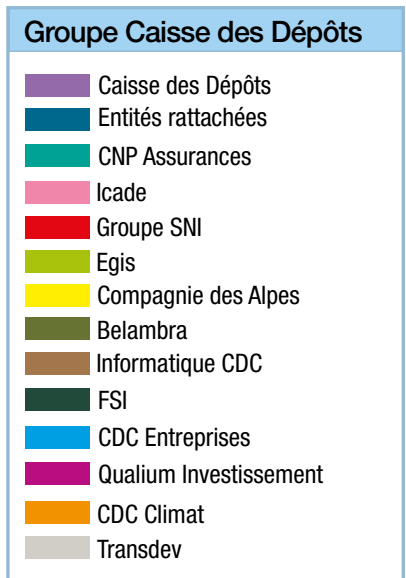 Groupe Caisse des Dépôts
Caisse des Dépôts
Entités rattachées
CNP Assurances
Icade
Groupe SNI
Egis
Compagnie des Alpes
Belambra
Informatique CDC
FSI
CDC Entreprises
Qualium Investissement
CDC Climat
Transdev